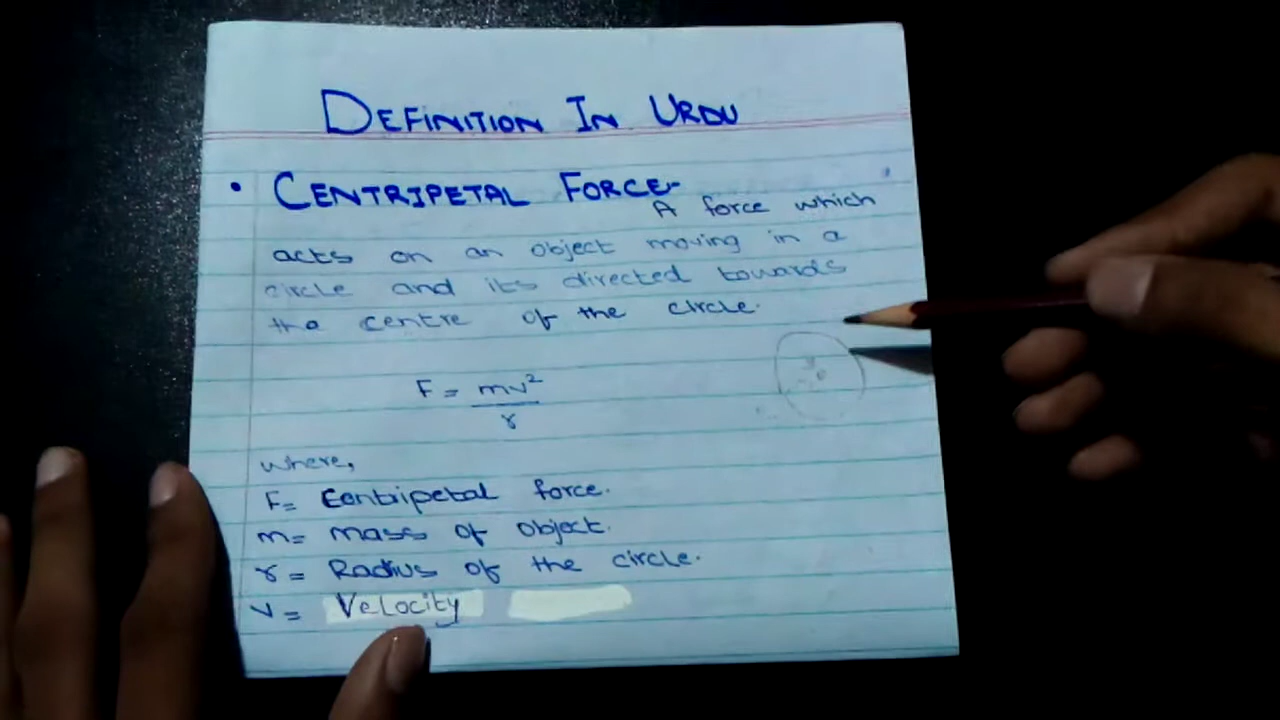 DEFINITION IN URDU
• CENTRIPETAL FORCE-
A force which
acts on an object moving in a
circle and its directed towards
the centre of the circle.
F = mv²
r
where,
F= Centripetal force.
m= mass of object.
r = Radius of the circle.
v = Velocity